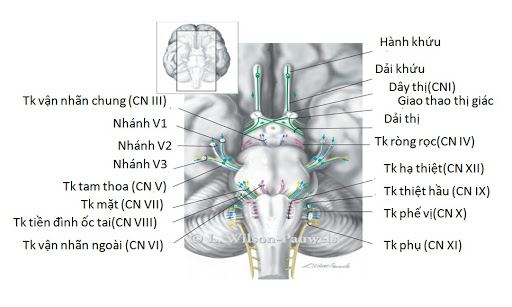 Hành khứu
Dải khứu
Dây thị(CNI)
Giao thao thị giác
Dải thị
Tk ròng rọc(CN IV)
Tk hạ thiệt(CN XII)
Tk thiệt hầu (CN IX)
Tk phế vị(CN X)
Tk phụ (CN XI)
Tk vận nhãn chung (CN III)
Nhánh V1
Nhánh V2
Nhánh V3
Tk tam thoa (CN V)
Tk mặt (CN VII)
Tk tiền đình ốc tai(CN VIII)
Tk vận nhãn ngoài (CN VI)
© L. Wilson-Pauwels